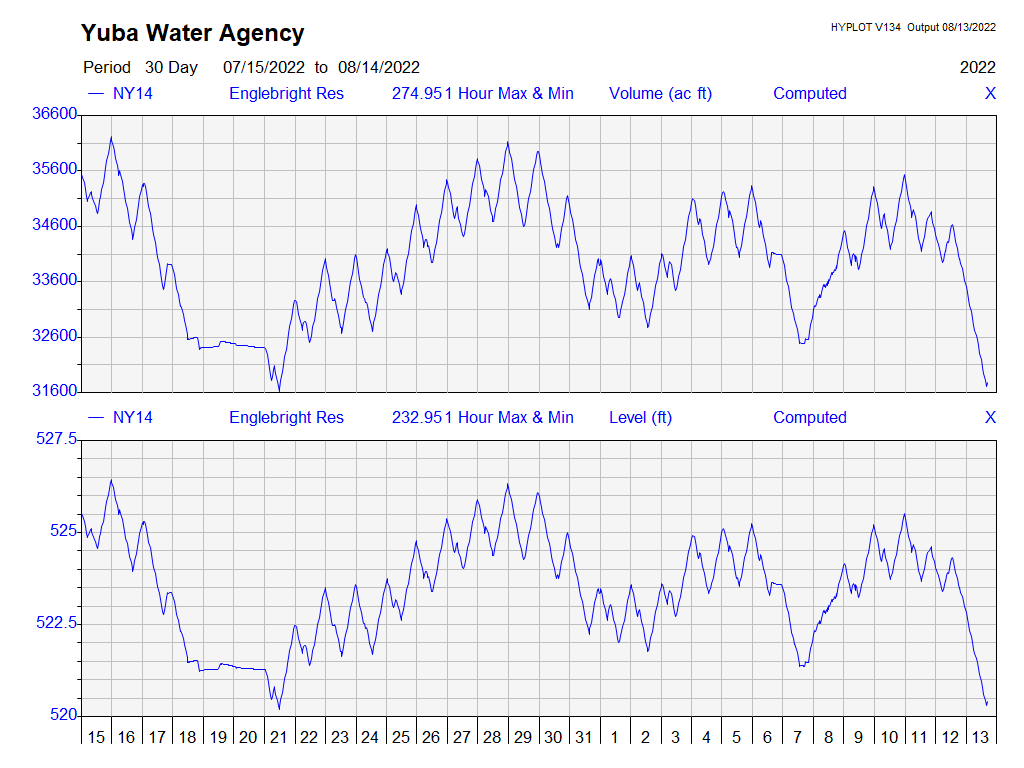 Yuba Water Agency
HYPLOT V134 Output 08/13/2022
Period 30 Day 07/15/2022 to 08/14/2022
2022
— NY14 Englebright Res 274.951 Hour Max & Min Volume (ac ft) Computed X
36600
35600
34600
33600
32600
31600
— NY14 Englebright Res 232.951 Hour Max & Min Level (ft) Computed X
527.5
525
522.5
520
15 16 17 18 19 20 21 22 23 24 25 26 27 28 29 30 31 1 2 3 4 5 6 7 8 9 10 11 12 13